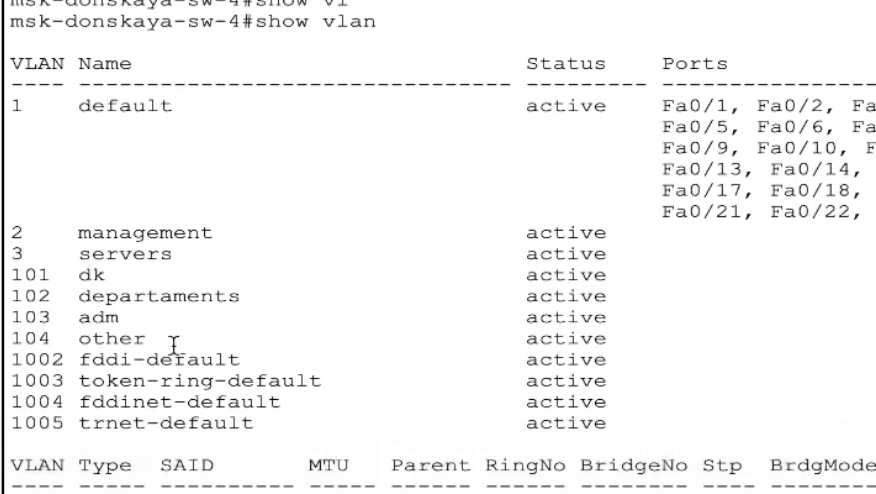 msk-donskaya-sw-4#show vl
msk-donskaya-sw-4#show vlan
VLAN Name Status Ports
---- -------------------------------- --------- ----------------
1 default active Fa0/1, Fa0/2, Fa
Fa0/5, Fa0/6, Fa
Fa0/9, Fa0/10, F
Fa0/13, Fa0/14,
Fa0/17, Fa0/18,
Fa0/21, Fa0/22,
2 management active
3 servers active
101 dk active
102 departaments active
103 adm active
104 other active
1002 fddi-default active
1003 token-ring-default active
1004 fddinet-default active
1005 trnet-default active
VLAN Type SAID MTU Parent RingNo BridgeNo Stp BrdgMode
---- ----- ---------- ----- ------ ------ -------- ---- --------